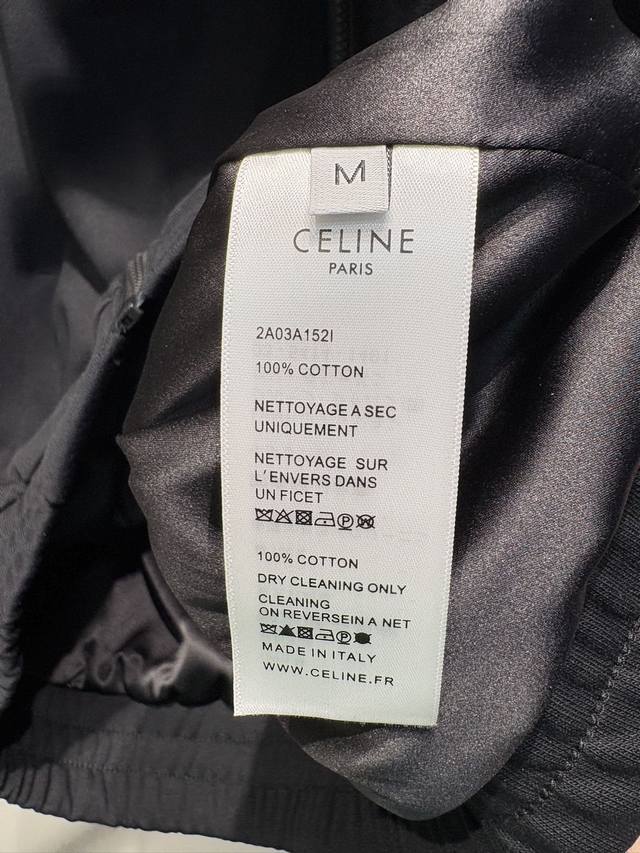 M
CELINE
PARIS
2A03A152I
100% COTTON
NETTOYAGE A SEC
UNIQUEMENT
NETTOYAGE SUR
L'ENVERS DANS
UN FICET
100% COTTON
DRY CLEANING ONLY
CLEANING
ON REVERSEIN A NET
MADE IN ITALY
WWW.CELINE.FR